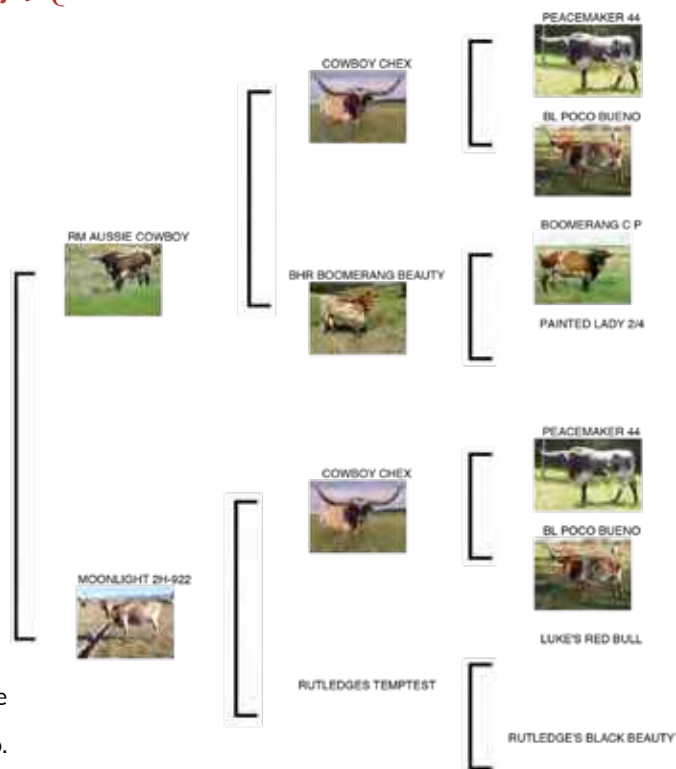 PEACEMAKER 44
COWBOY CHEX
BL POCO BUENO
RM AUSSIE COWBOY
BOOMERANG C P
BHR BOOMERANG BEAUTY
PAINTED LADY 2/4
PEACEMAKER 44
COWBOY CHEX
BL POCO BUENO
MOONLIGHT 2H-922
LUKE'S RED BULL
RUTLEDGES TEMPTEST
RUTLEDGE'S BLACK BEAUTY